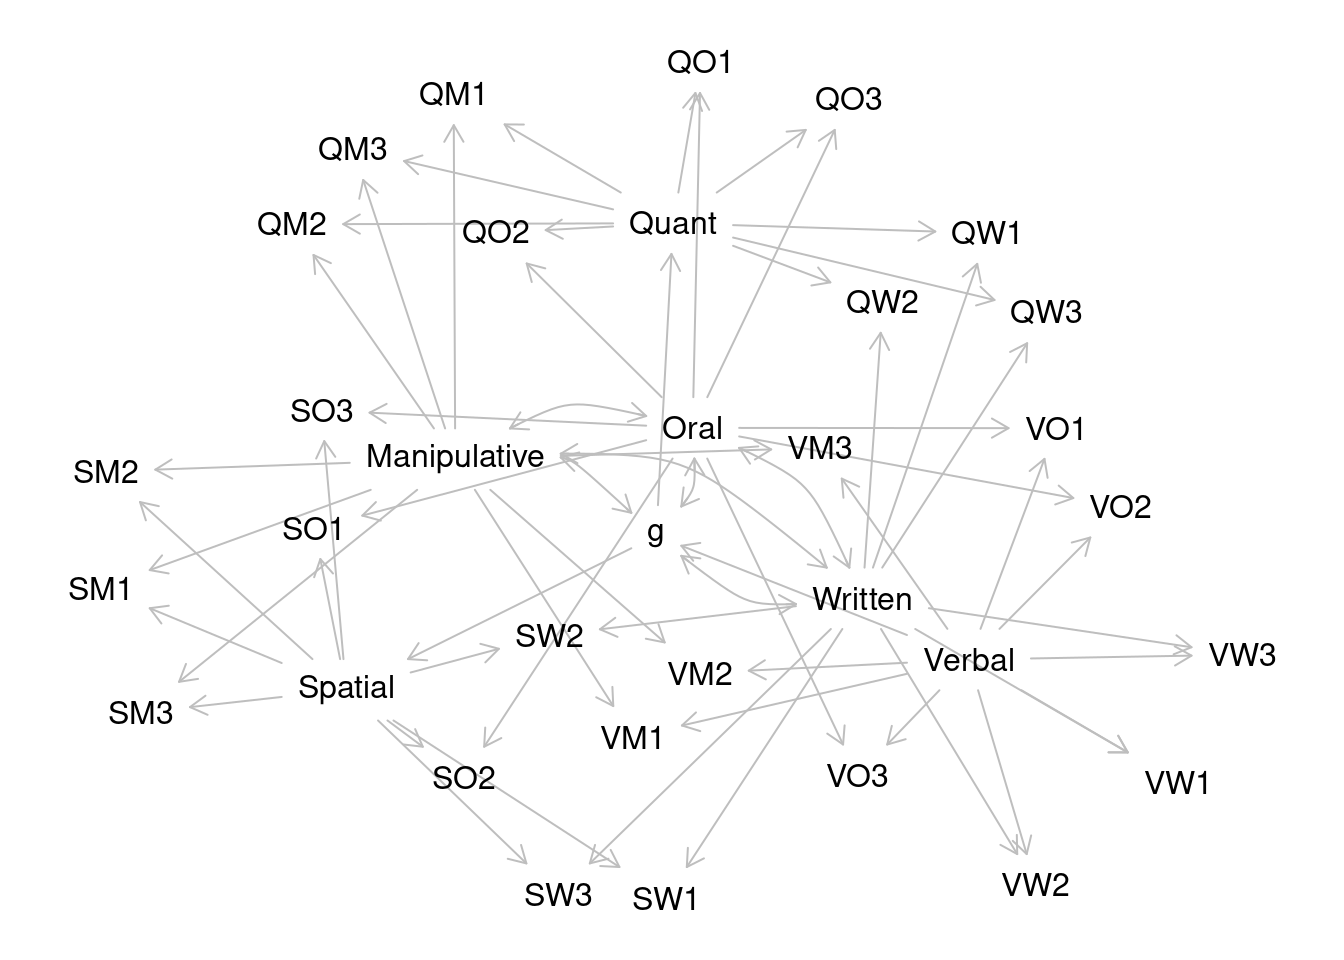 QO1
QM1
QO3
QM3
QM2
QO2
Quant
QW1
QW2
QW3
SO3
Oral
VO1
Manipulative
VM3
SM2
VO2
SO1
g
SM1
Written
SW2
Verbal
VW3
VM2
Spatial
SM3
VM1
SO2
VO3
VW1
SW3
SW1
VW2